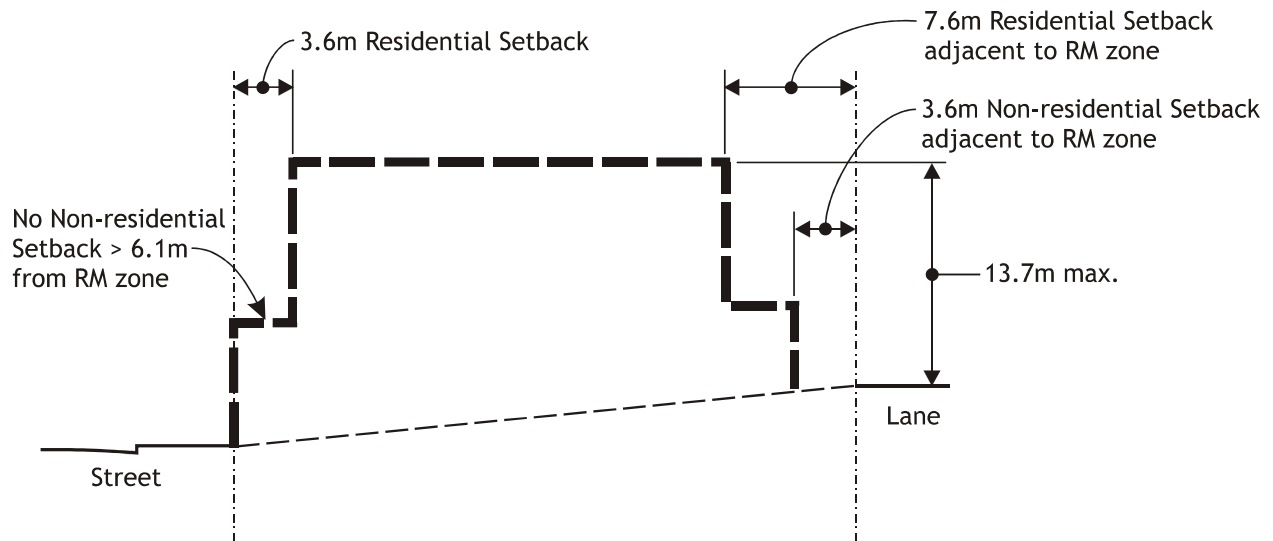 3.6m Residential Setback
7.6m Residential Setback
adjacent to RM zone
3.6m Non-residential Setback
adjacent to RM zone
No Non-residential
Setback > 6.1m
from RM zone
13.7m max.
Lane
Street